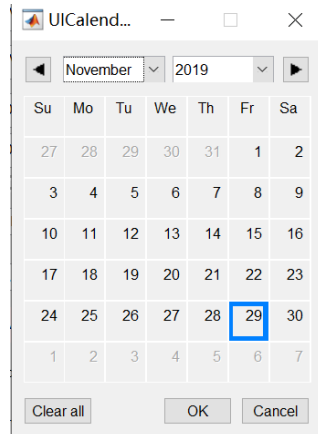 UICalend...
November 2019
Su Mo Tu We Th Fr Sa
27 28 29 30 31 1 2
3 4 5 6 7 8 9
10 11 12 13 14 15 16
17 18 19 20 21 22 23
24 25 26 27 28 29 30
1 2 3 4 5 6 7
Clear all OK Cancel